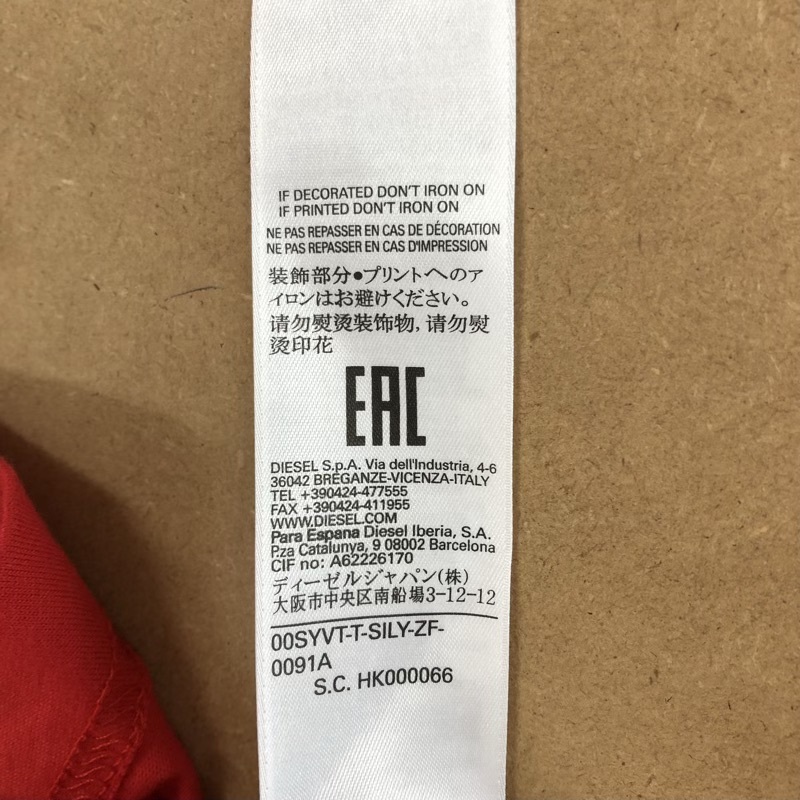 IF DECORATED DON'T IRON ON
IF PRINTED DON'T IRON ON
NE PAS REPASSER EN CAS DE DÉCORATION
NE PAS REPASSER EN CAS D'IMPRESSION
装飾部分●プリントへのア
イロンはお避けください。
请勿熨烫装饰物, 请勿熨
烫印花
EAC
DIESEL S.p.A. Via dell'Industria, 4-6
36042 BREGANZE-VICENZA-ITALY
TEL +390424-477555
FAX +390424-411955
WWW.DIESEL.COM
Para Espana Diesel Iberia, S.A.
P.za Catalunya, 9 08002 Barcelona
CIF no: A62226170
ディーゼルジャパン(株)
大阪市中央区南船場3-12-12
00SYVT-T-SILY-ZF-
0091A
S.C. HK000066